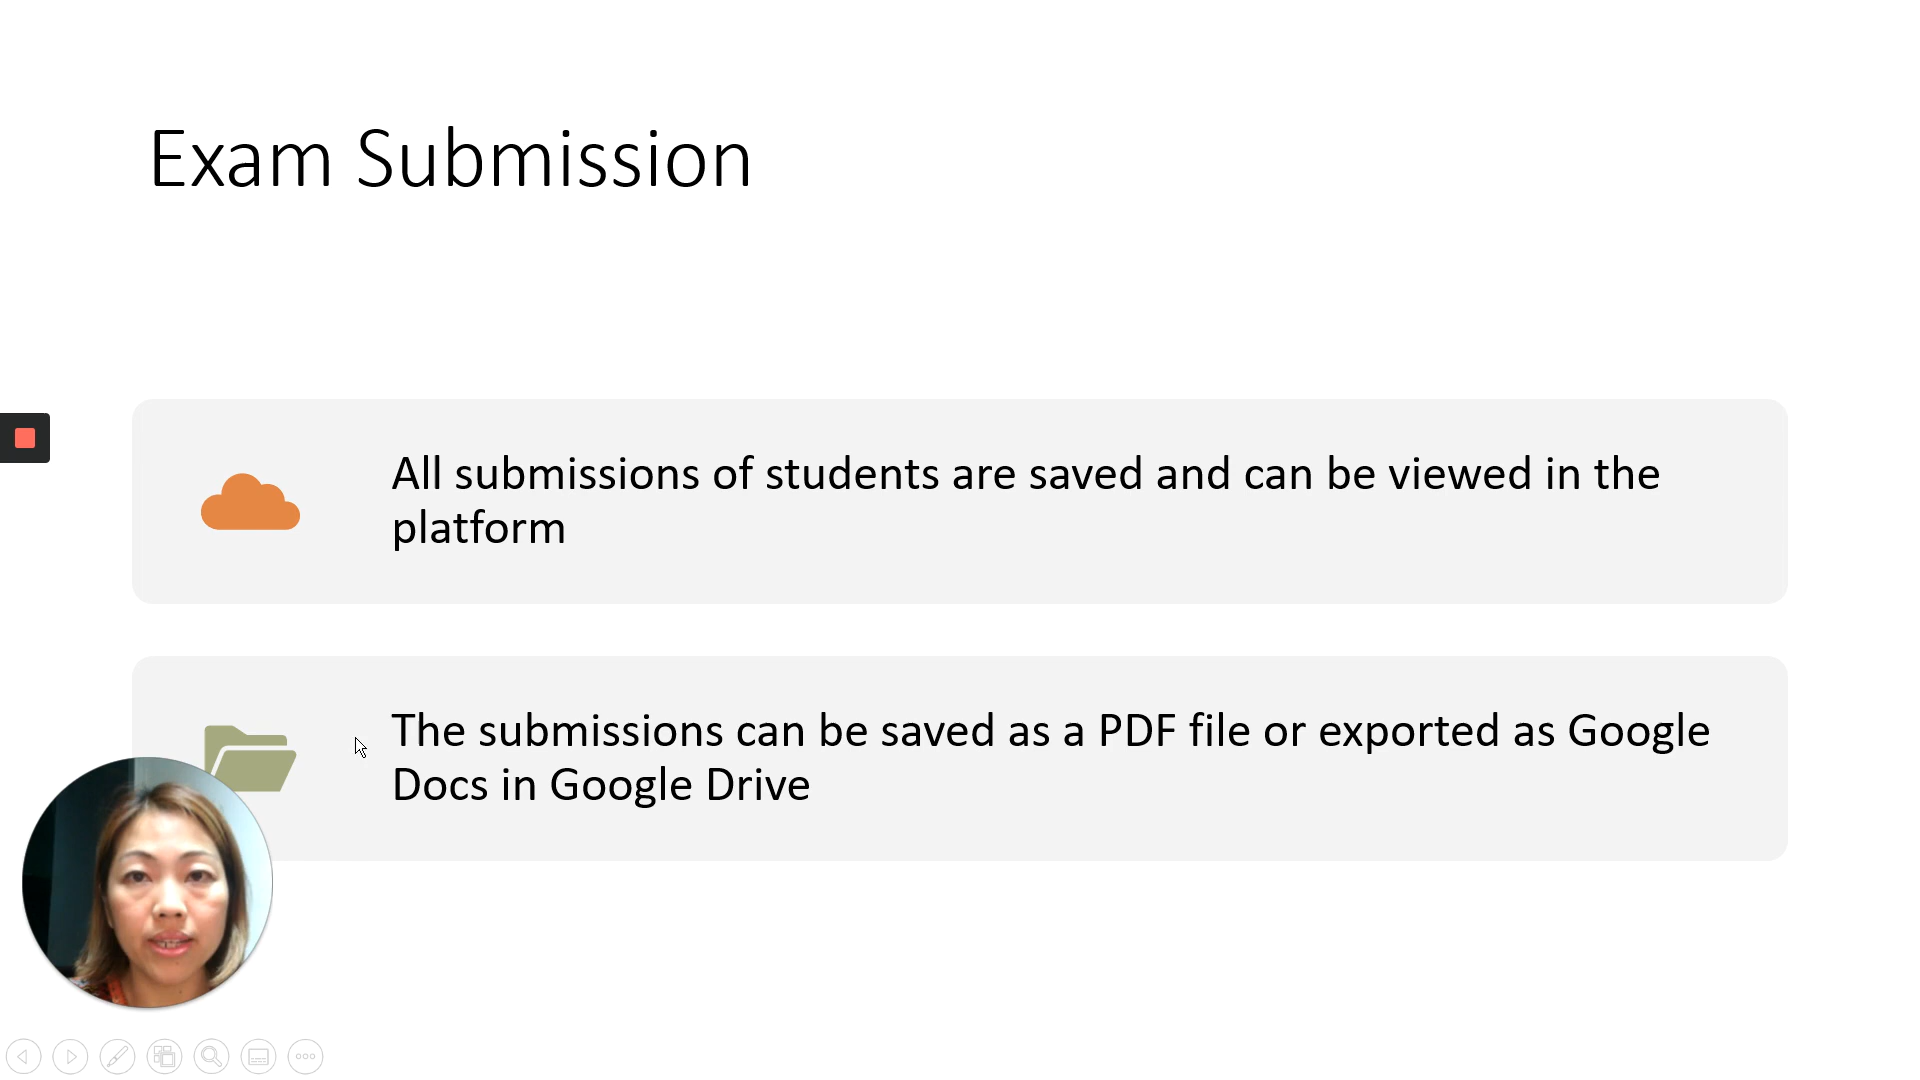 Exam Submission
All submissions of students are saved and can be viewed in the
platform
The submissions can be saved as a PDF file or exported as Google
Docs in Google Drive